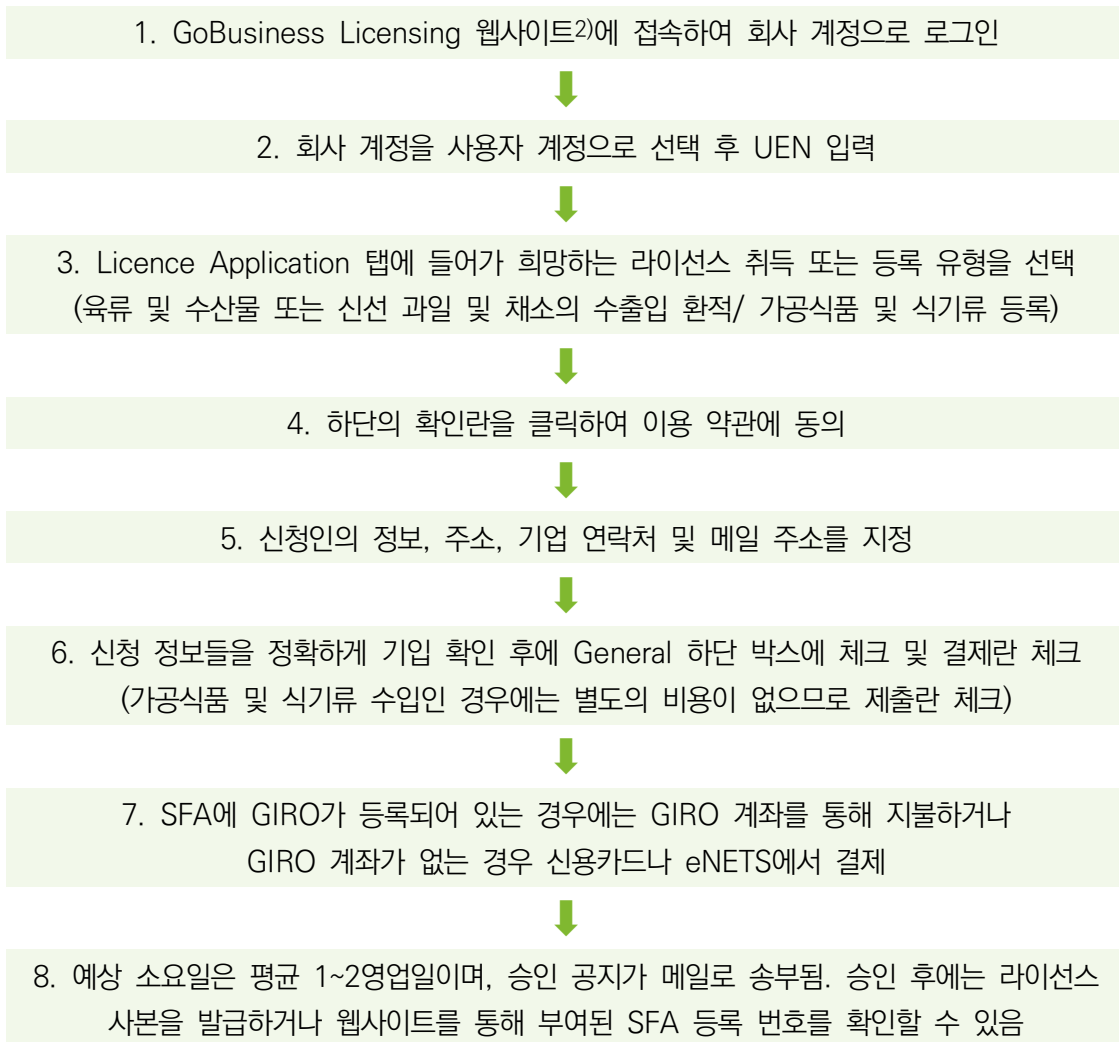 1. GoBusiness Licensing 웹사이트2)에 접속하여 회사 계정으로 로그인
2. 회사 계정을 사용자 계정으로 선택 후 UEN 입력
3. Licence Application 탭에 들어가 희망하는 라이선스 취득 또는 등록 유형을 선택
(육류 및 수산물 또는 신선 과일 및 채소의 수출입 환적/ 가공식품 및 식기류 등록)
4. 하단의 확인란을 클릭하여 이용 약관에 동의
5. 신청인의 정보, 주소, 기업 연락처 및 메일 주소를 지정
6. 신청 정보들을 정확하게 기입 확인 후에 General 하단 박스에 체크 및 결제란 체크
(가공식품 및 식기류 수입인 경우에는 별도의 비용이 없으므로 제출란 체크)
7. SFA에 GIRO가 등록되어 있는 경우에는 GIRO 계좌를 통해 지불하거나
GIRO 계좌가 없는 경우 신용카드나 eNETS에서 결제
8. 예상 소요일은 평균 1~2영업일이며, 승인 공지가 메일로 송부됨. 승인 후에는 라이선스
사본을 발급하거나 웹사이트를 통해 부여된 SFA 등록 번호를 확인할 수 있음